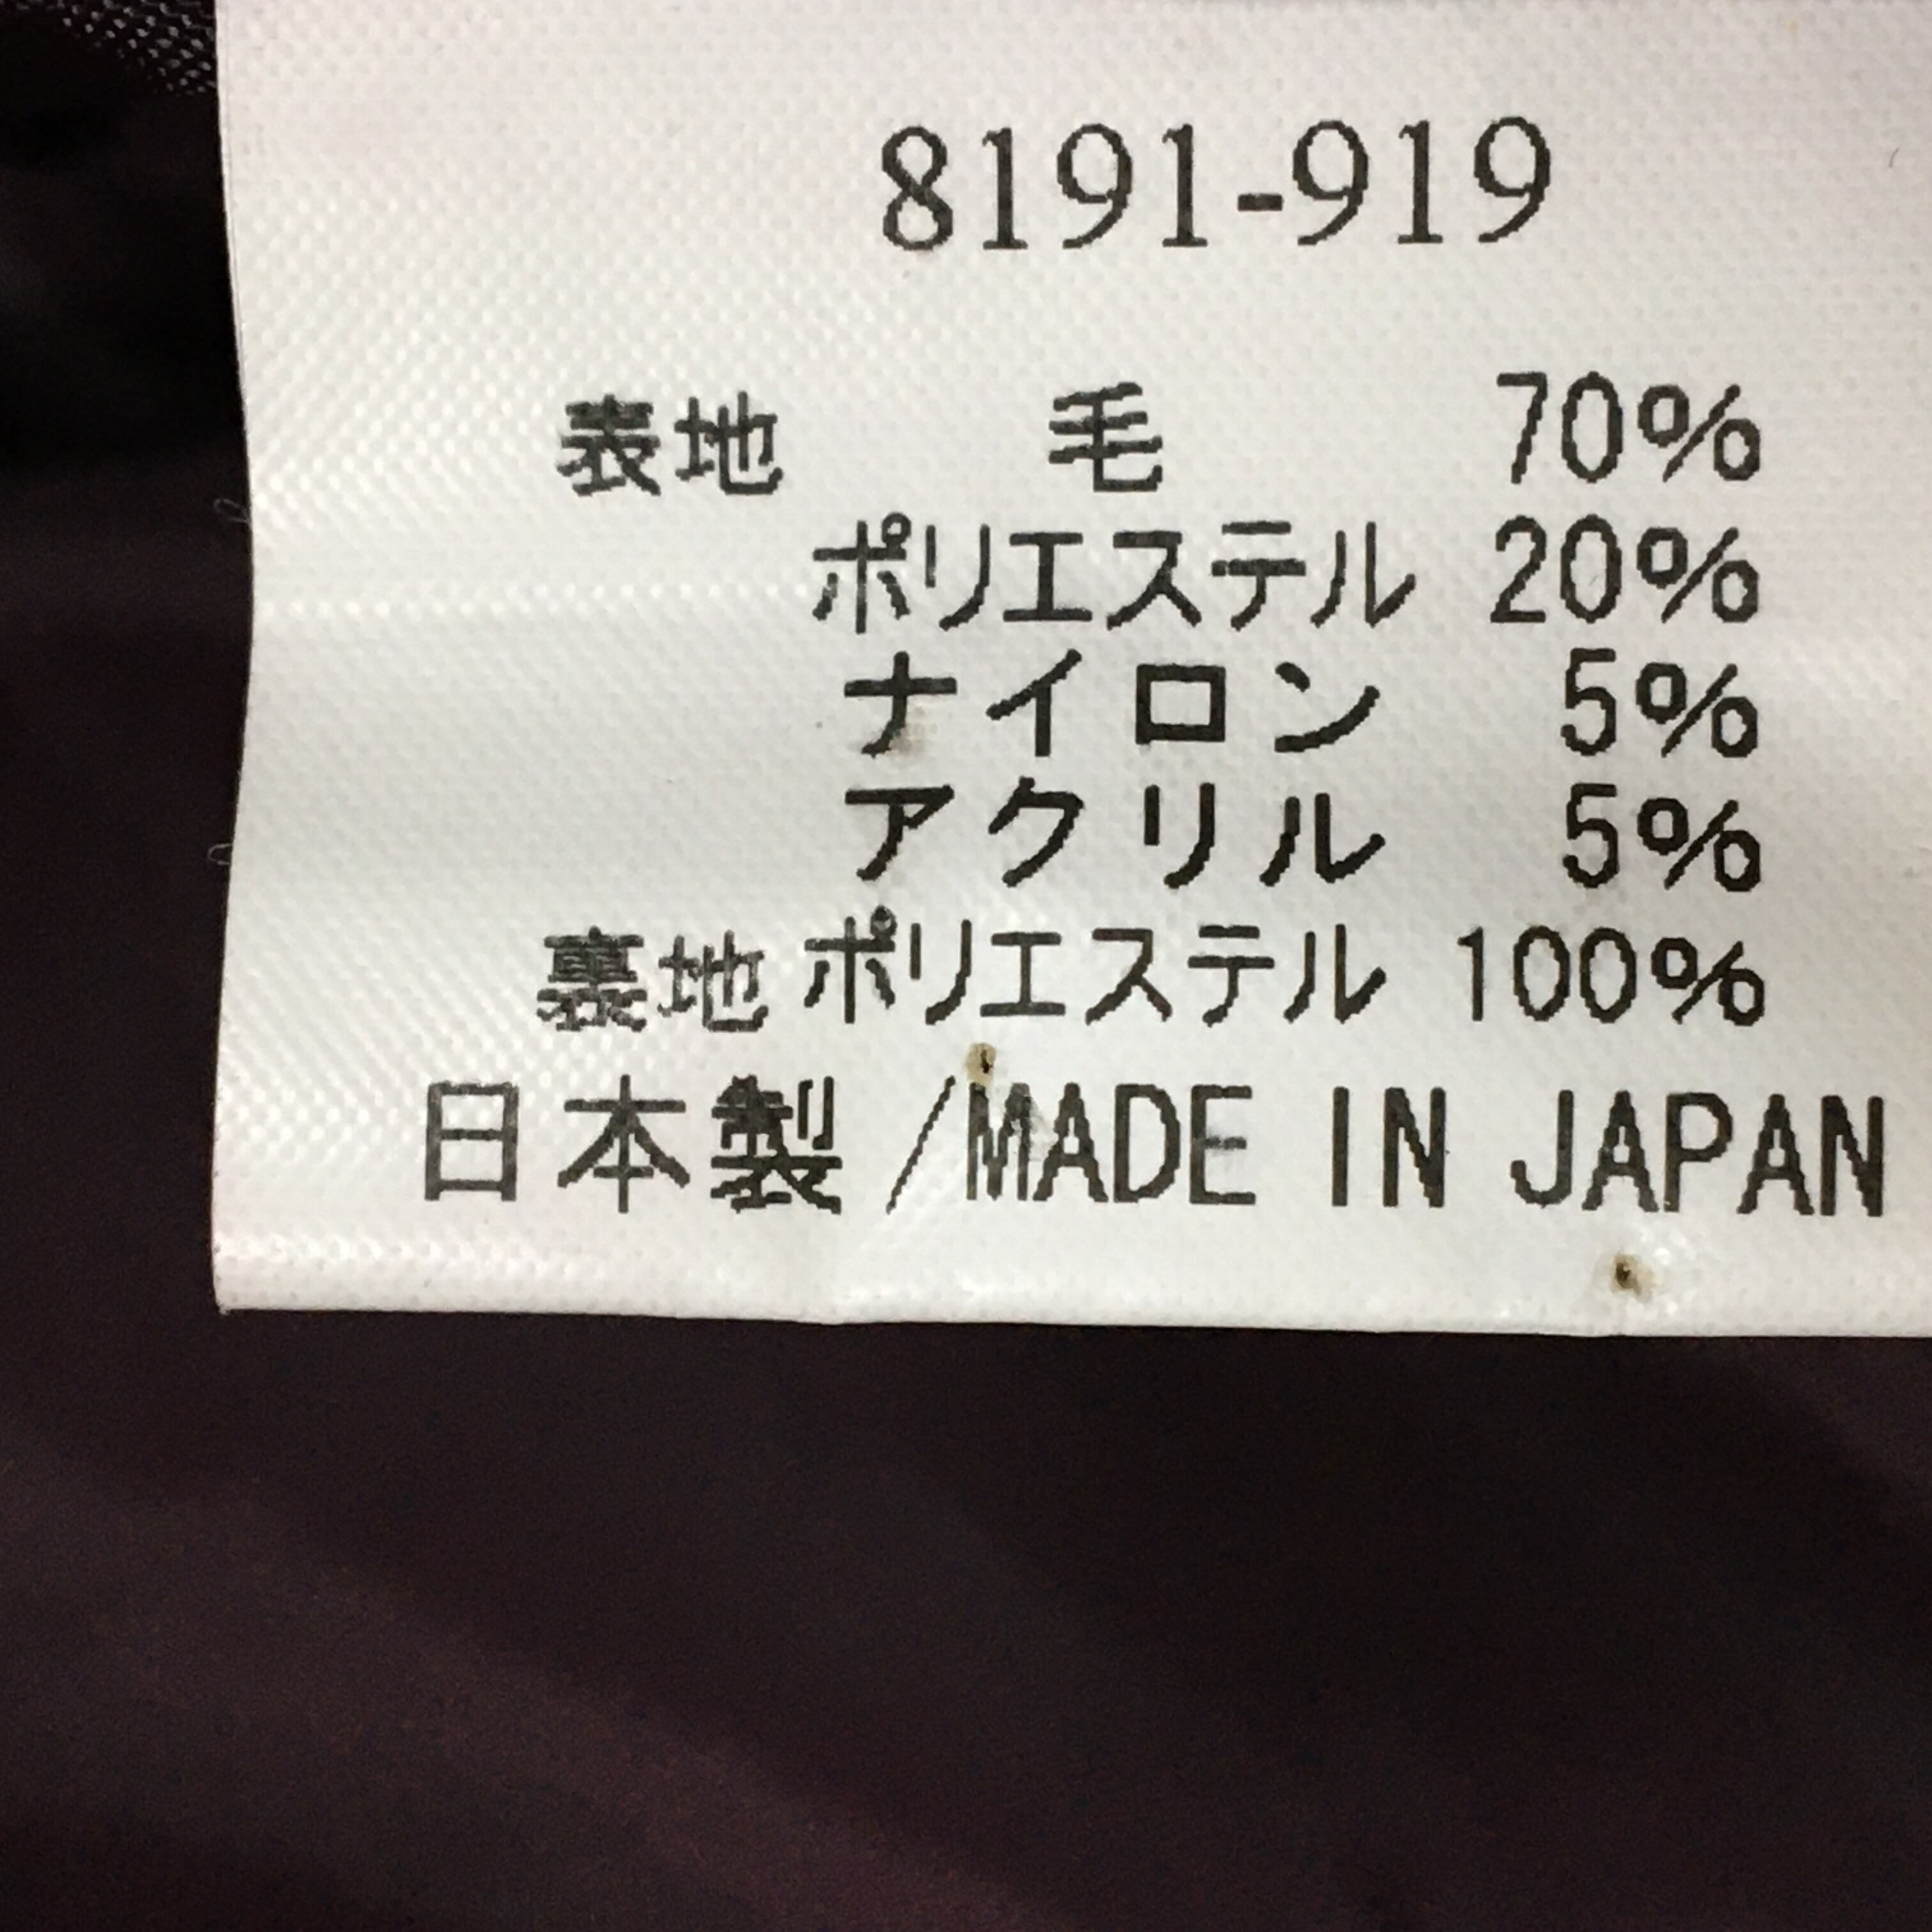 8191-919
表地 毛 70%
ポリエステル 20%
ナイロン 5%
アクリル 5%
裏地 ポリエステル 100%
日本製/MADE IN JAPAN